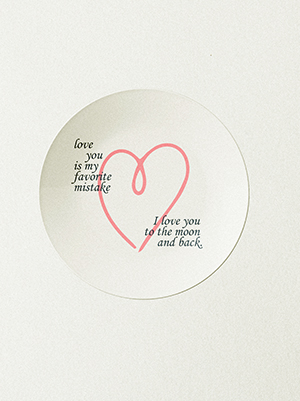 love
you
is my
favorite
mistake
I love you
to the moon
and back.